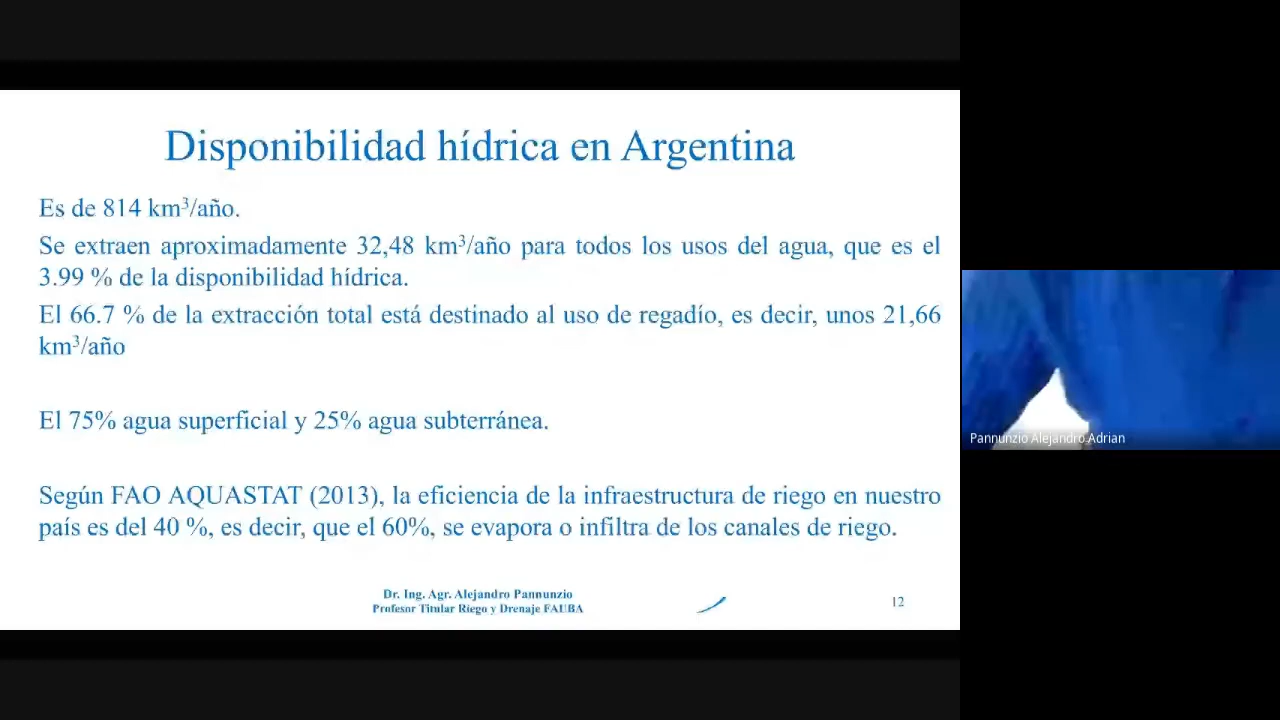 Disponibilidad hídrica en Argentina
Es de 814 km³/año.
Se extraen aproximadamente 32,48 km³/año para todos los usos del agua, que es el
3.99 % de la disponibilidad hídrica.
El 66.7 % de la extracción total está destinado al uso de regadío, es decir, unos 21,66
km³/año
El 75% agua superficial y 25% agua subterránea.
Según FAO AQUASTAT (2013), la eficiencia de la infraestructura de riego en nuestro
país es del 40 %, es decir, que el 60%, se evapora o infiltra de los canales de riego.
Dr. Ing. Agr. Alejandro Pannunzio
Profesor Titular Riego y Drenaje FAUBA
12
Pannunzio Alejandro Adrian